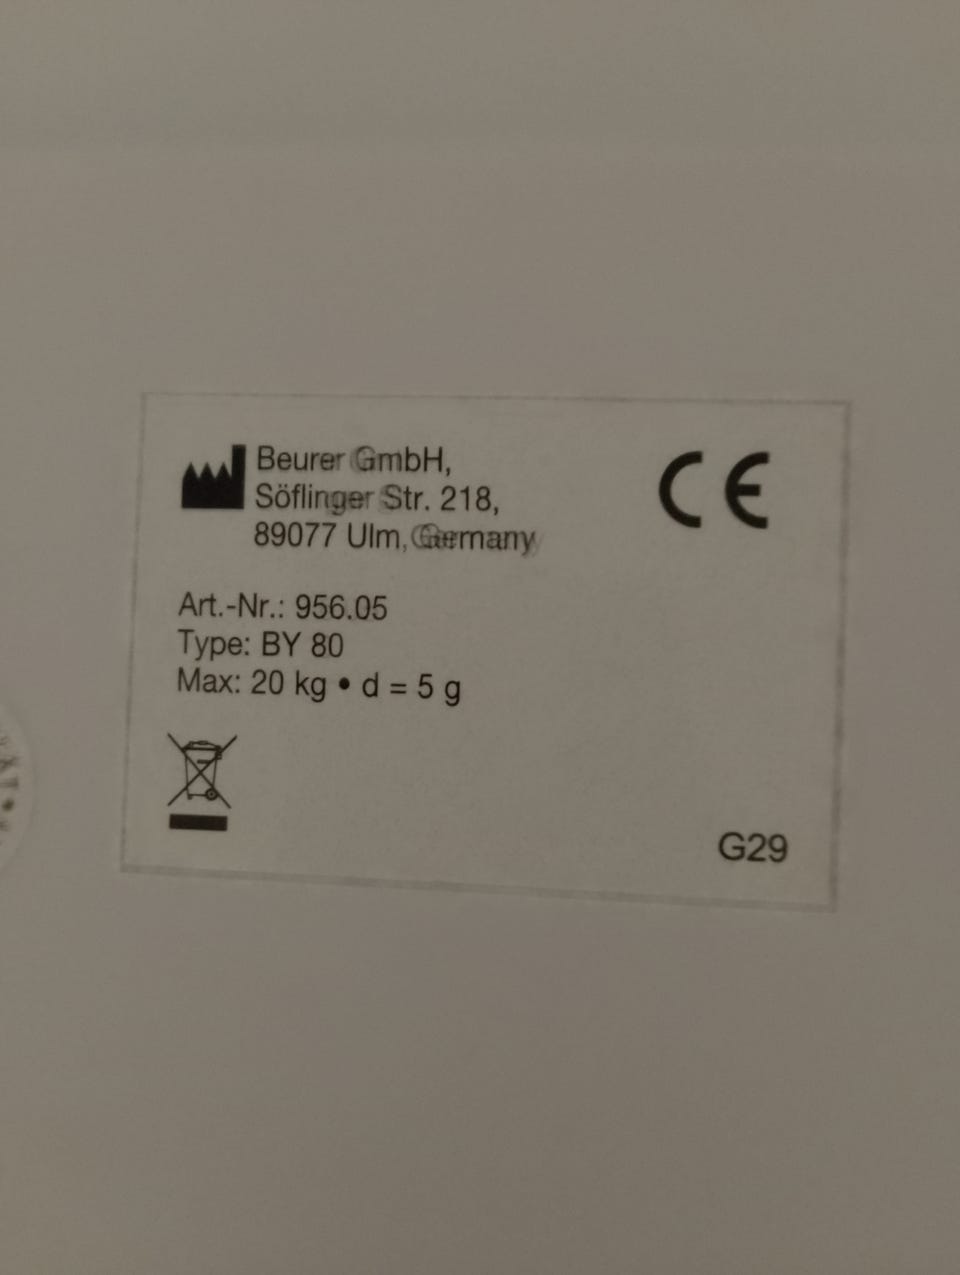 Beurer GmbH,
Söflinger Str. 218,
89077 Ulm, Germany
CE
Art.-Nr.: 956.05
Type: BY 80
Max: 20 kg • d = 5 g
G29